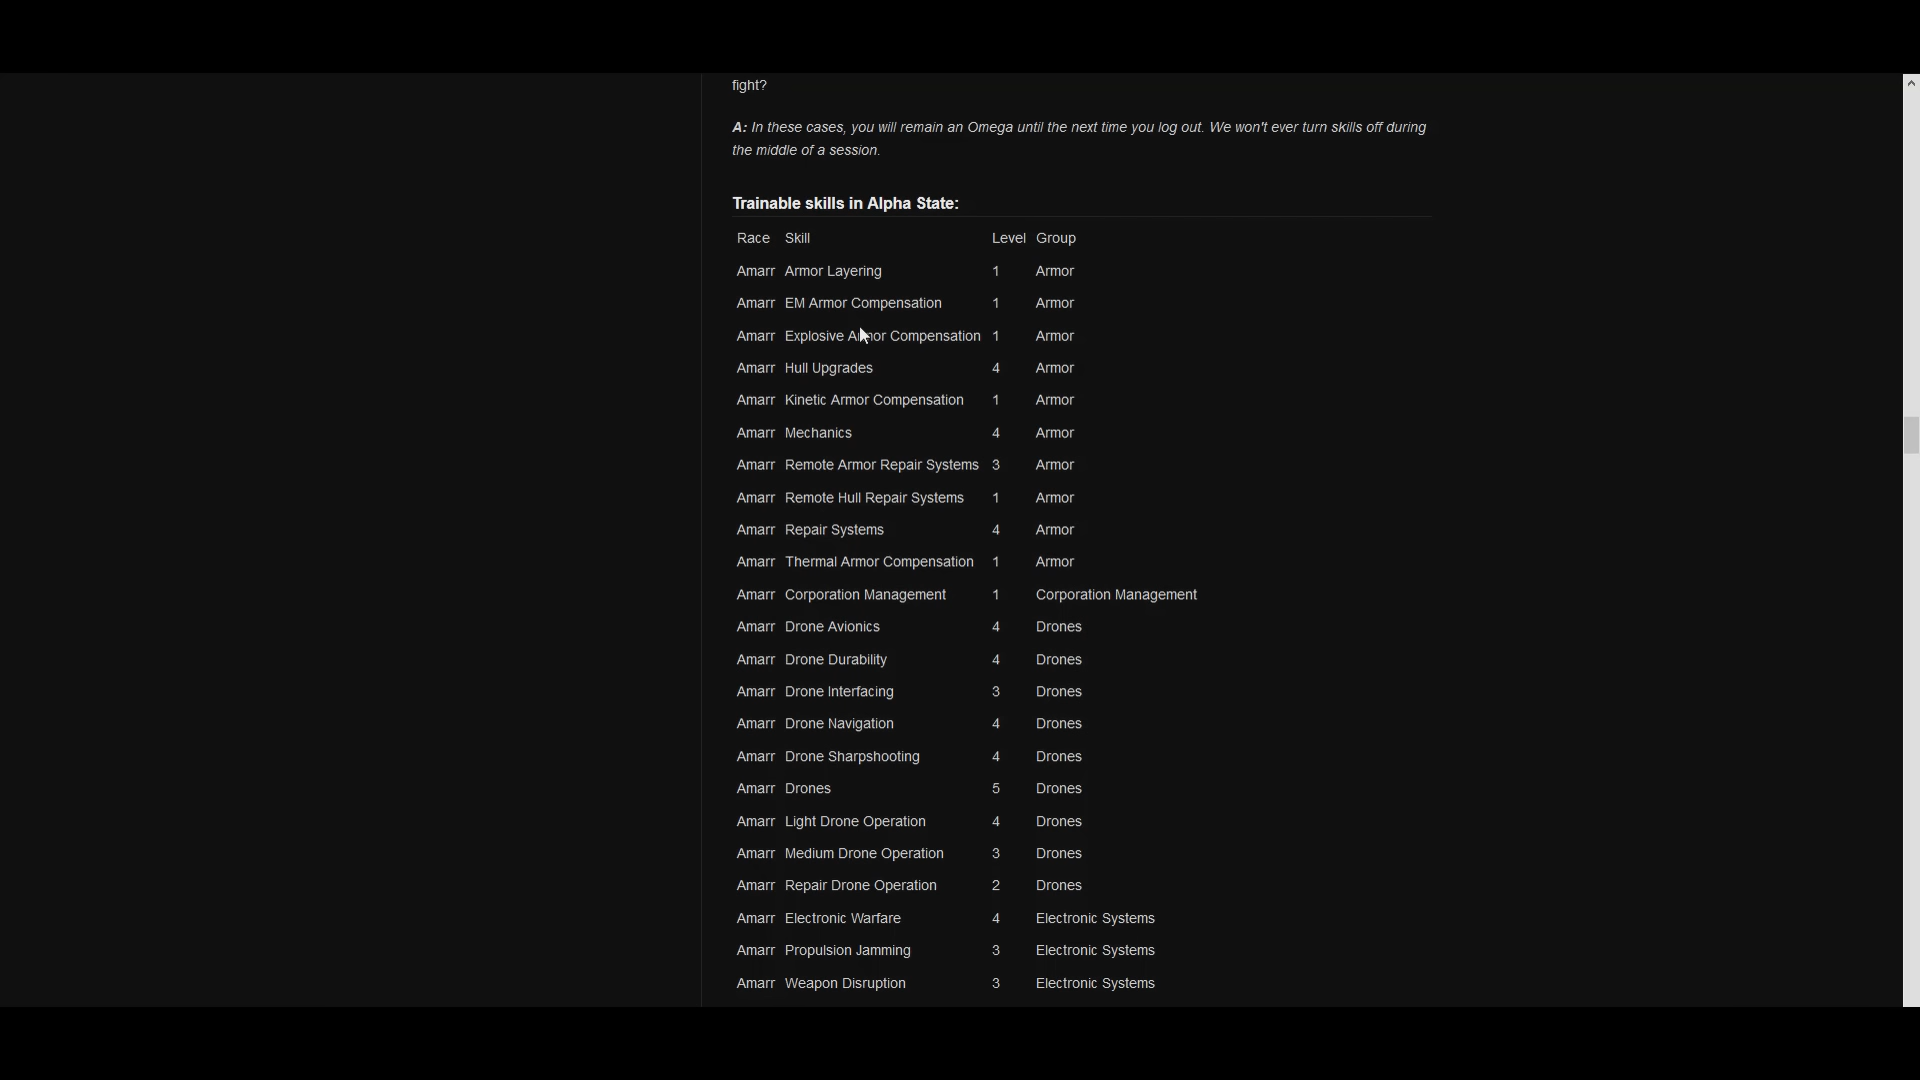 fight?
A: In these cases, you will remain an Omega until the next time you log out. We won't ever turn skills off during
the middle of a session.
Trainable skills in Alpha State:
Race Skill Level Group
Amarr Armor Layering 1 Armor
Amarr EM Armor Compensation 1 Armor
Amarr Explosive Armor Compensation 1 Armor
Amarr Hull Upgrades 4 Armor
Amarr Kinetic Armor Compensation 1 Armor
Amarr Mechanics 4 Armor
Amarr Remote Armor Repair Systems 3 Armor
Amarr Remote Hull Repair Systems 1 Armor
Amarr Repair Systems 4 Armor
Amarr Thermal Armor Compensation 1 Armor
Amarr Corporation Management 1 Corporation Management
Amarr Drone Avionics 4 Drones
Amarr Drone Durability 4 Drones
Amarr Drone Interfacing 3 Drones
Amarr Drone Navigation 4 Drones
Amarr Drone Sharpshooting 4 Drones
Amarr Drones 5 Drones
Amarr Light Drone Operation 4 Drones
Amarr Medium Drone Operation 3 Drones
Amarr Repair Drone Operation 2 Drones
Amarr Electronic Warfare 4 Electronic Systems
Amarr Propulsion Jamming 3 Electronic Systems
Amarr Weapon Disruption 3 Electronic Systems